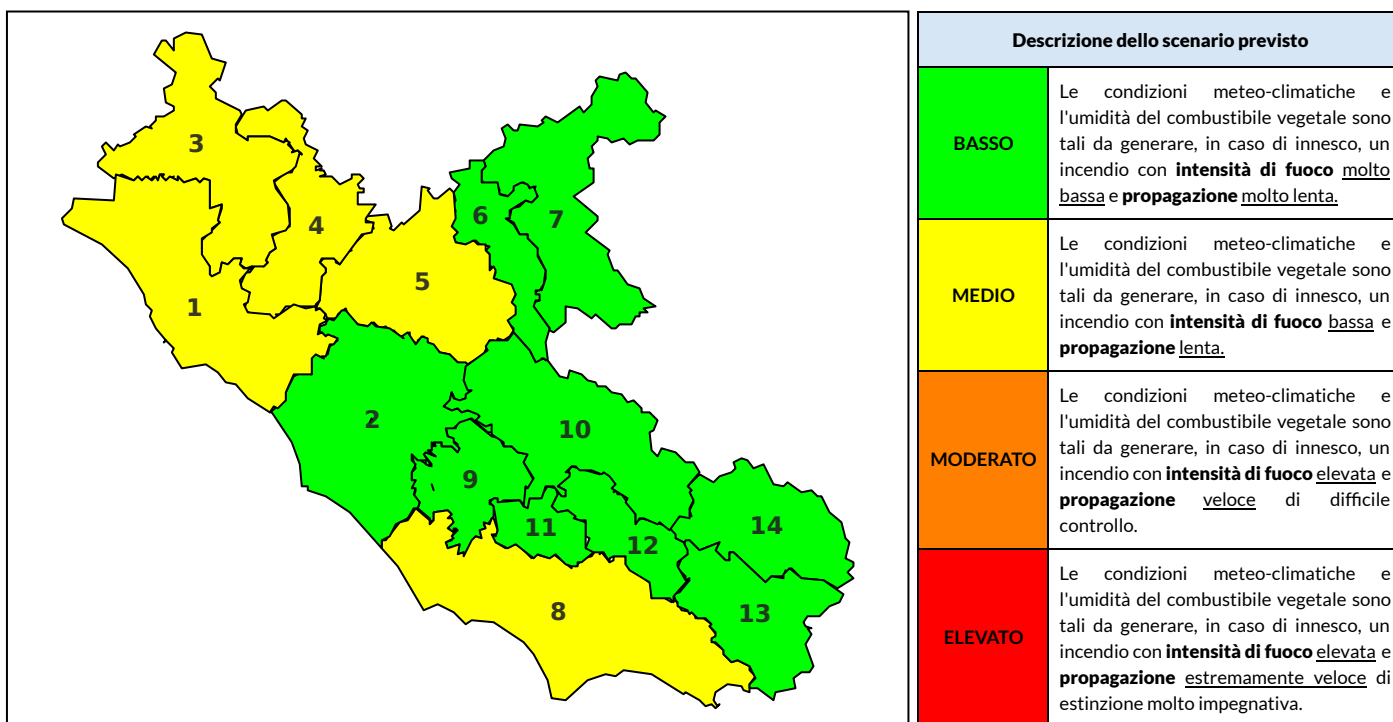 3
4
6
7
5
1
2
10
9
11
12
14
8
13
Descrizione dello scenario previsto
BASSO
Le condizioni meteo-climatiche e
l'umidità del combustibile vegetale sono
tali da generare, in caso di innesco, un
incendio con intensità di fuoco molto
bassa e propagazione molto lenta.
MEDIO
Le condizioni meteo-climatiche e
l'umidità del combustibile vegetale sono
tali da generare, in caso di innesco, un
incendio con intensità di fuoco bassa e
propagazione lenta.
MODERATO
Le condizioni meteo-climatiche e
l'umidità del combustibile vegetale sono
tali da generare, in caso di innesco, un
incendio con intensità di fuoco elevata e
propagazione veloce di difficile
controllo.
ELEVATO
Le condizioni meteo-climatiche e
l'umidità del combustibile vegetale sono
tali da generare, in caso di innesco, un
incendio con intensità di fuoco elevata e
propagazione estremamente veloce di
estinzione molto impegnativa.